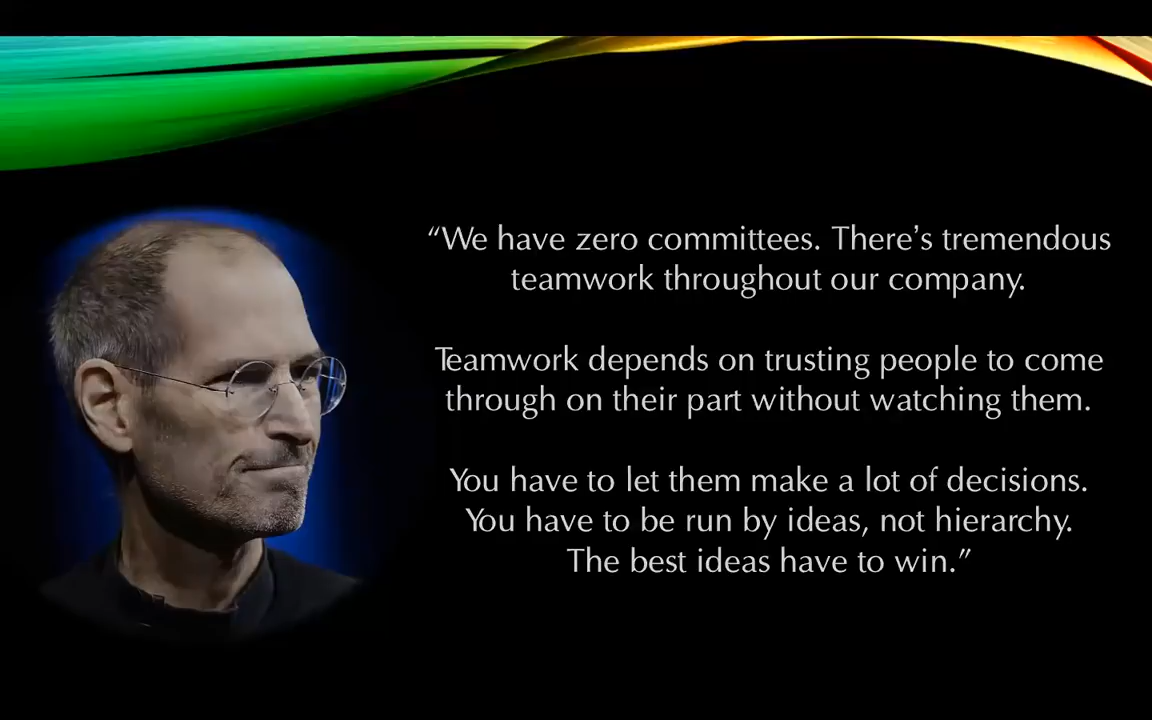 “We have zero committees. There’s tremendous
teamwork throughout our company.
Teamwork depends on trusting people to come
through on their part without watching them.
You have to let them make a lot of decisions.
You have to be run by ideas, not hierarchy.
The best ideas have to win.”